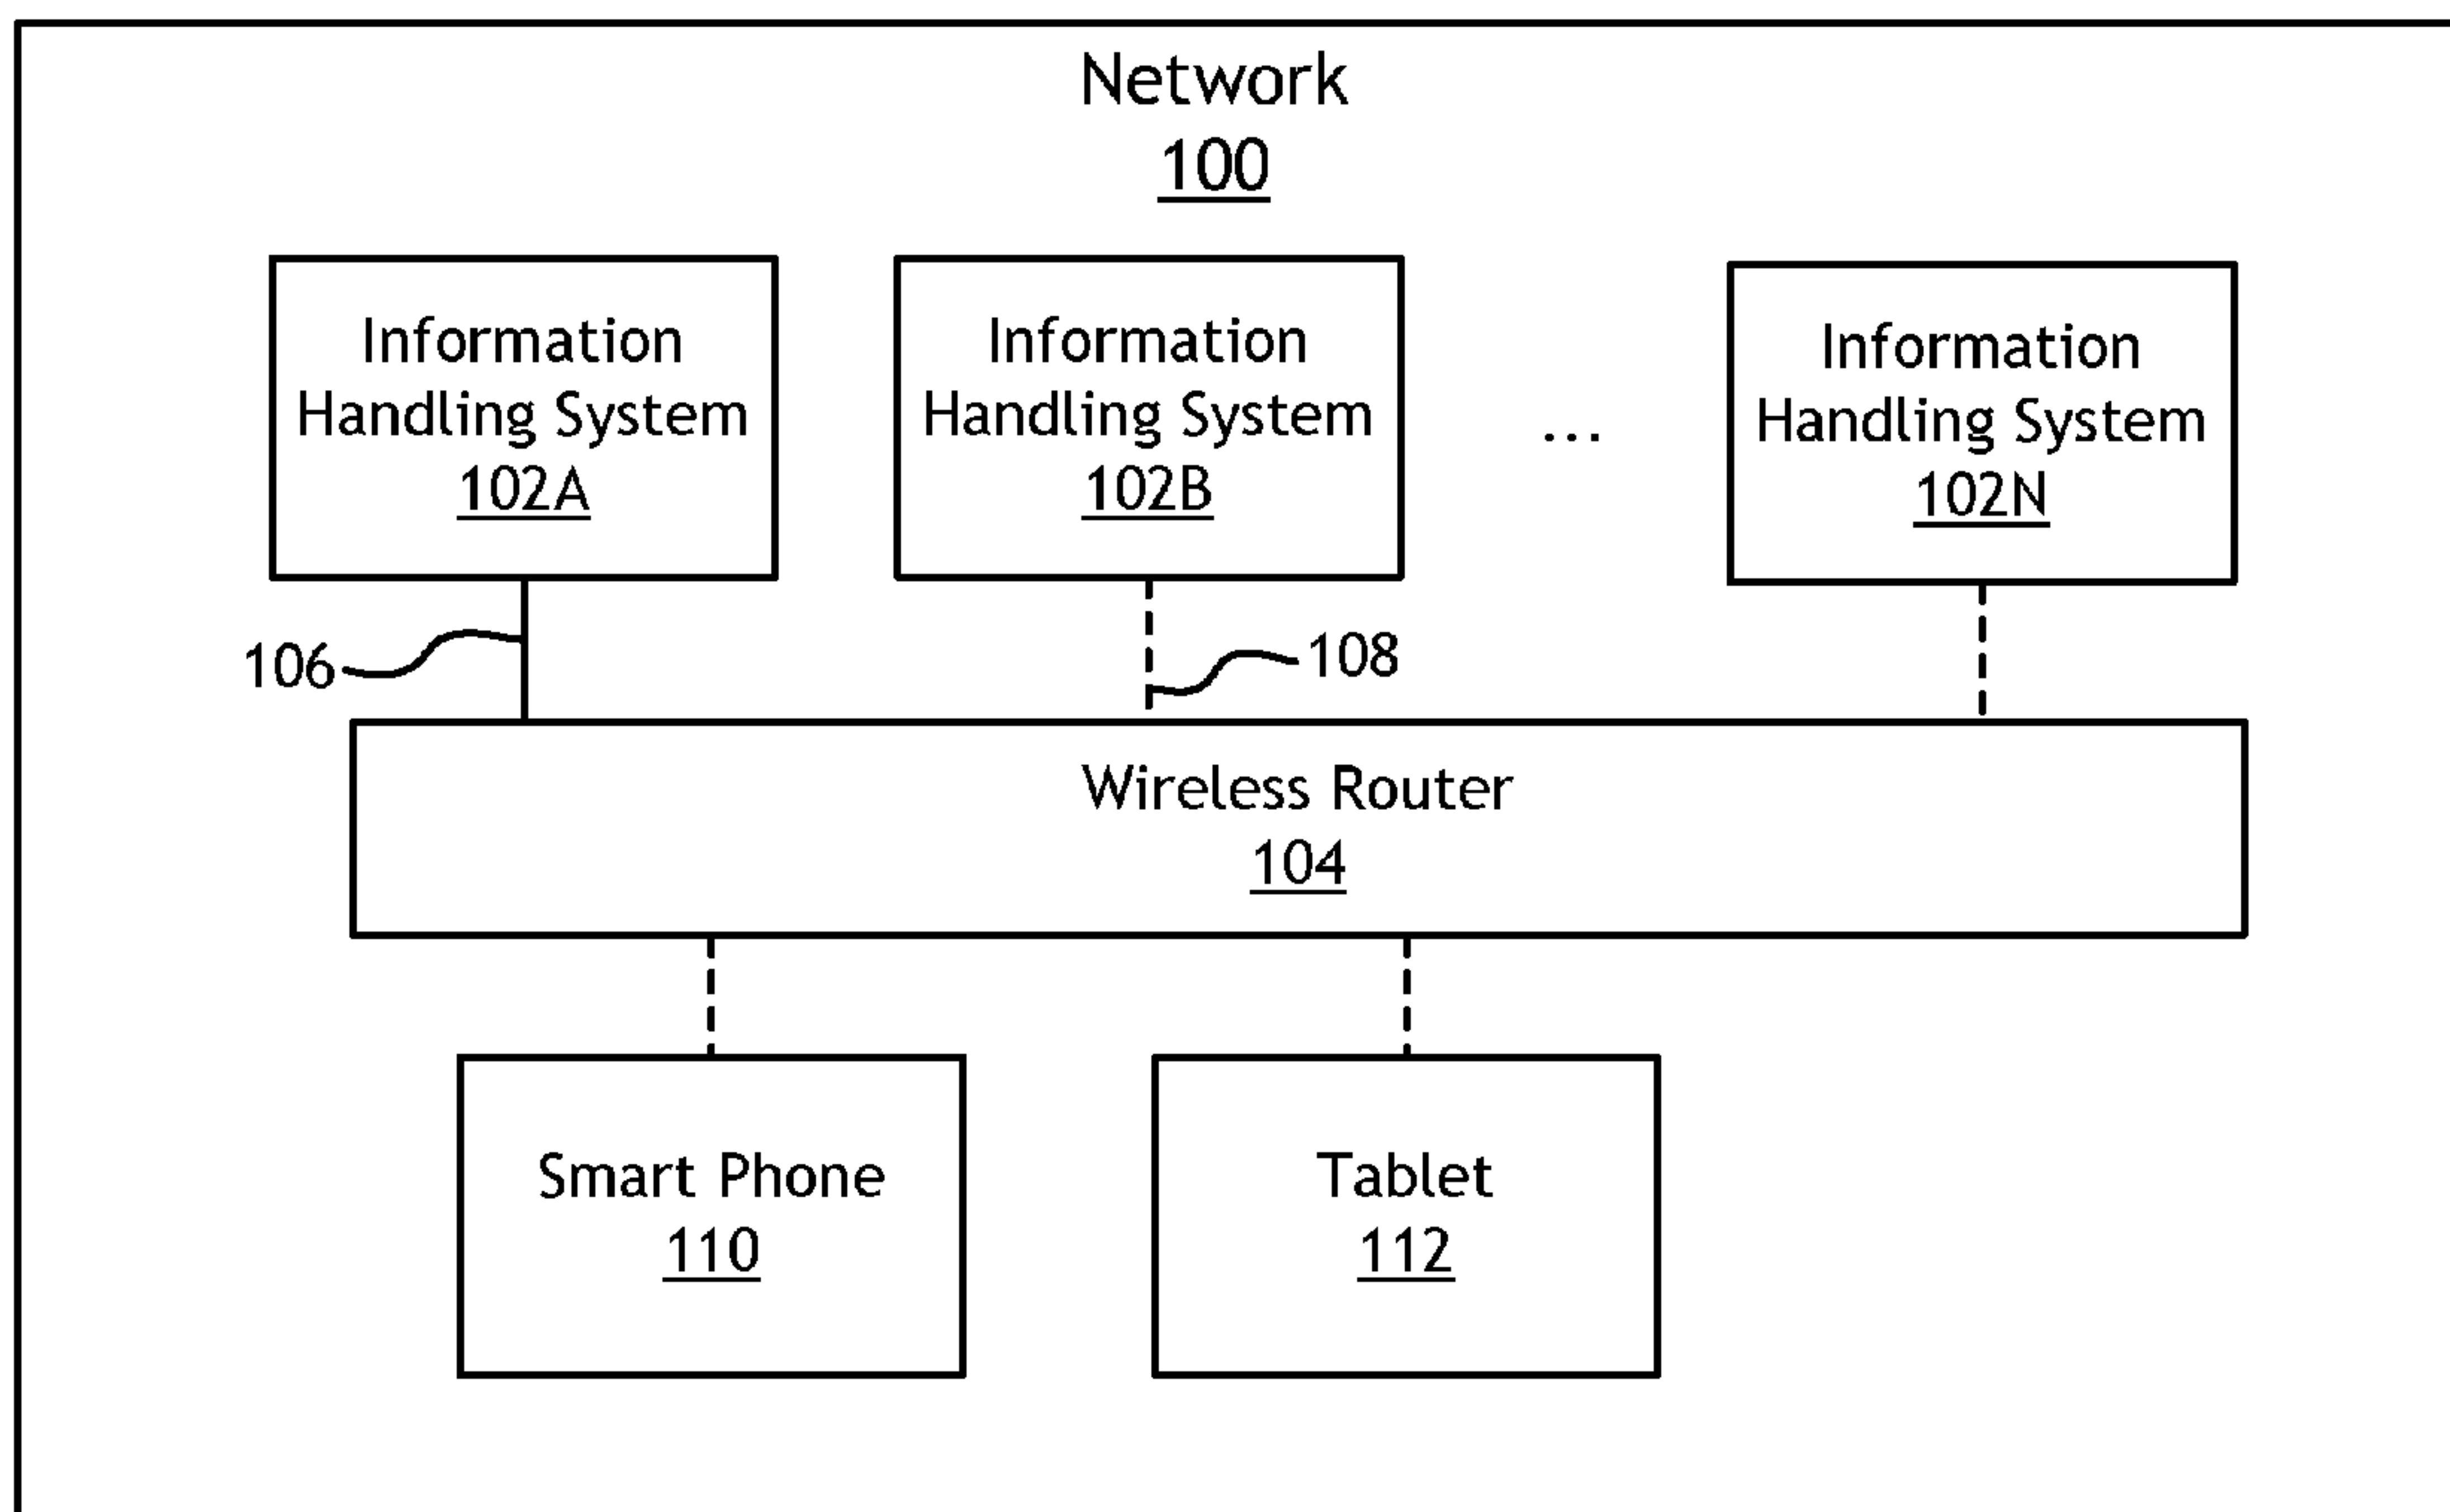 Network
100
Information
Handling System
102A
Information
Handling System
102B
...
Information
Handling System
102N
106
108
Wireless Router
104
Smart Phone
110
Tablet
112